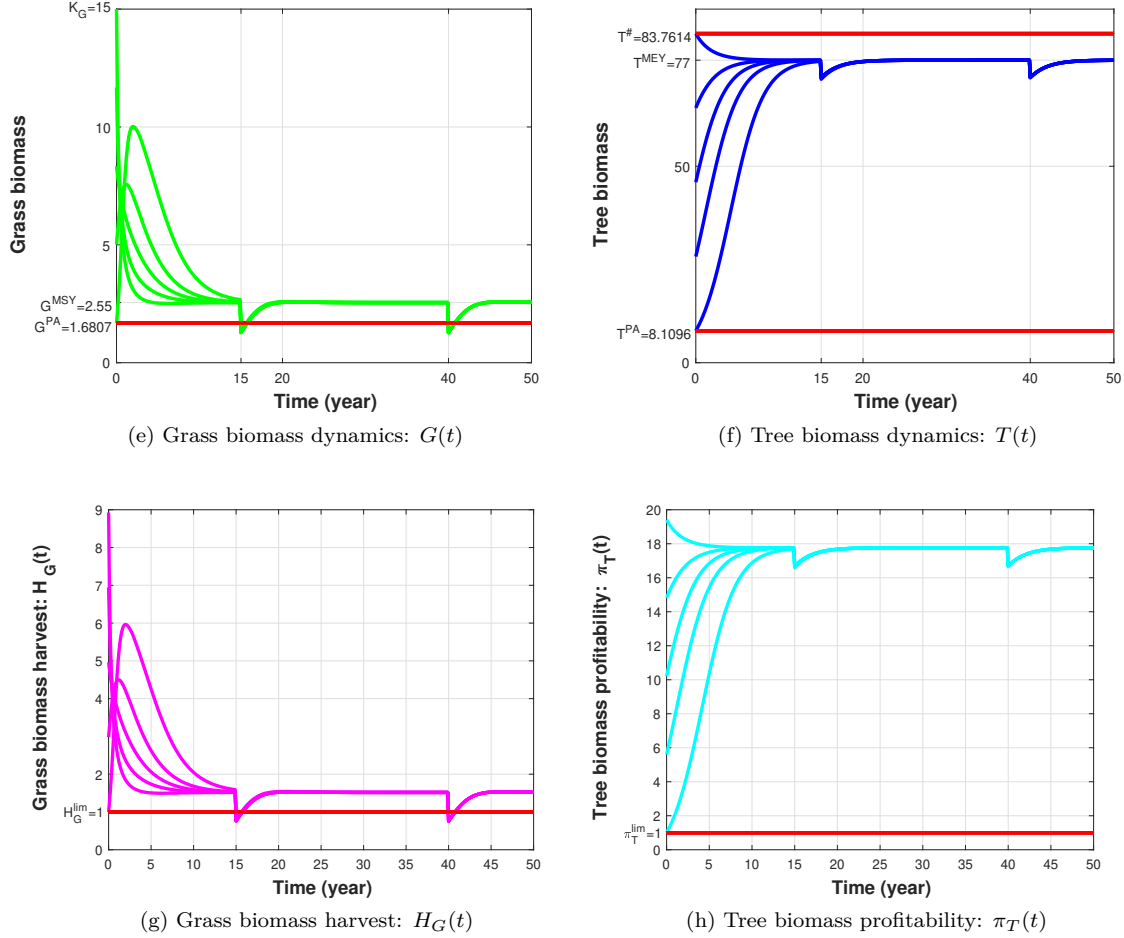 K_G=15
10
5
G^MSY=2.55
G^PA=1.6807
0
Grass biomass
0 15 20 40 50
Time (year)
(e) Grass biomass dynamics: G(t)
T^#=83.7614
T^MEY=77
50
T^PA=8.1096
0
Tree biomass
0 15 20 40 50
Time (year)
(f) Tree biomass dynamics: T(t)
9
8
7
6
5
4
2
H_G^lim=1
0
Grass biomass harvest: H_G(t)
0 5 10 15 20 25 30 35 40 45 50
Time (year)
(g) Grass biomass harvest: H_G(t)
20
18
16
14
12
10
8
6
4
2
π_T^lim=1
0
Tree biomass profitability: π_T(t)
0 5 10 15 20 25 30 35 40 45 50
Time (year)
(h) Tree biomass profitability: π_T(t)